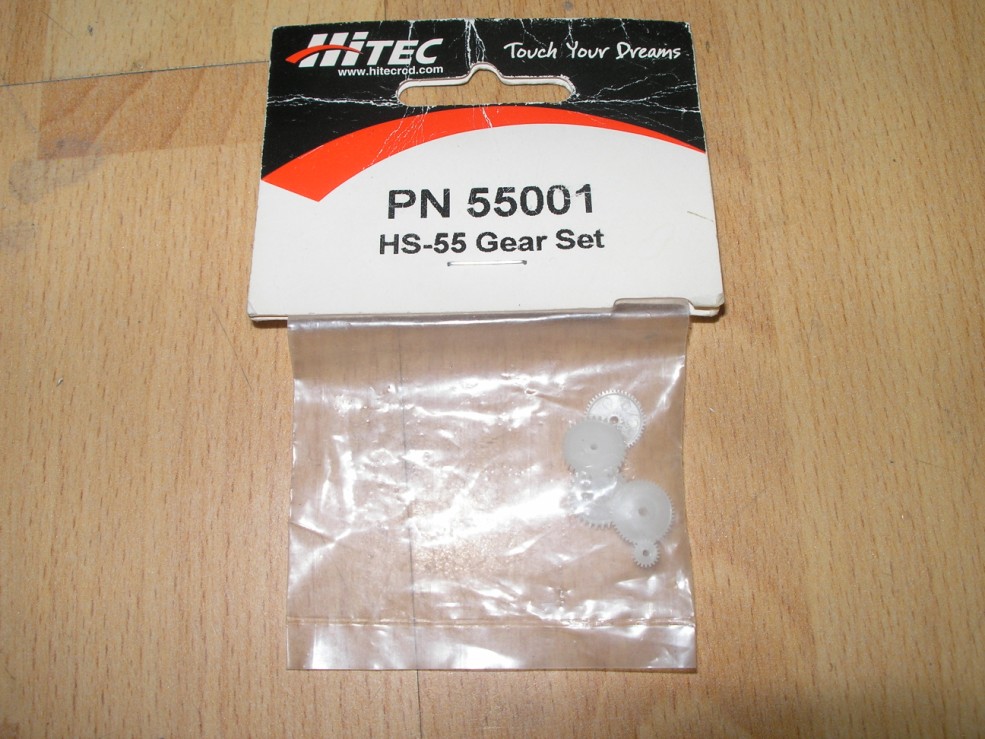 HiTEC
www.hitecrcd.com
Touch Your Dreams
PN 55001
HS-55 Gear Set